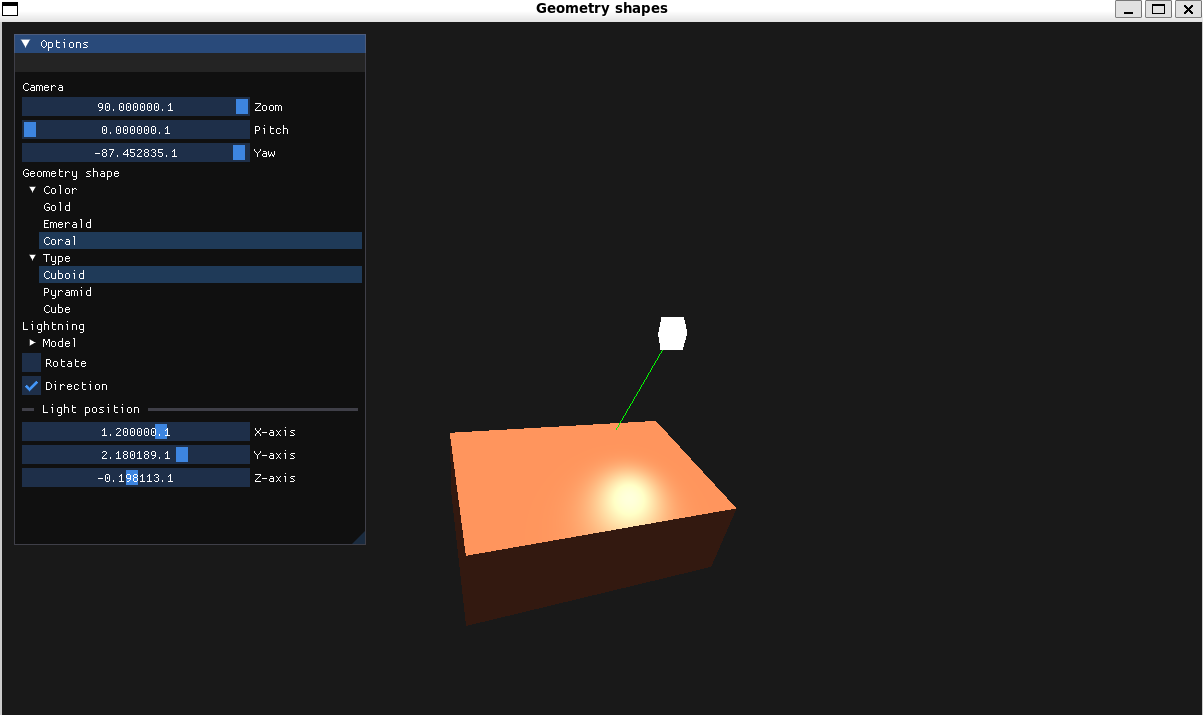 Geometry shapes
Options
Camera
90.000000.1 Zoom
0.000000.1 Pitch
-87.452835.1 Yaw
Geometry shape
Color
Gold
Emerald
Coral
Type
Cuboid
Pyramid
Cube
Lightning
Model
Rotate
Direction
Light position
1.200000.1 X-axis
2.180189.1 Y-axis
-0.198113.1 Z-axis